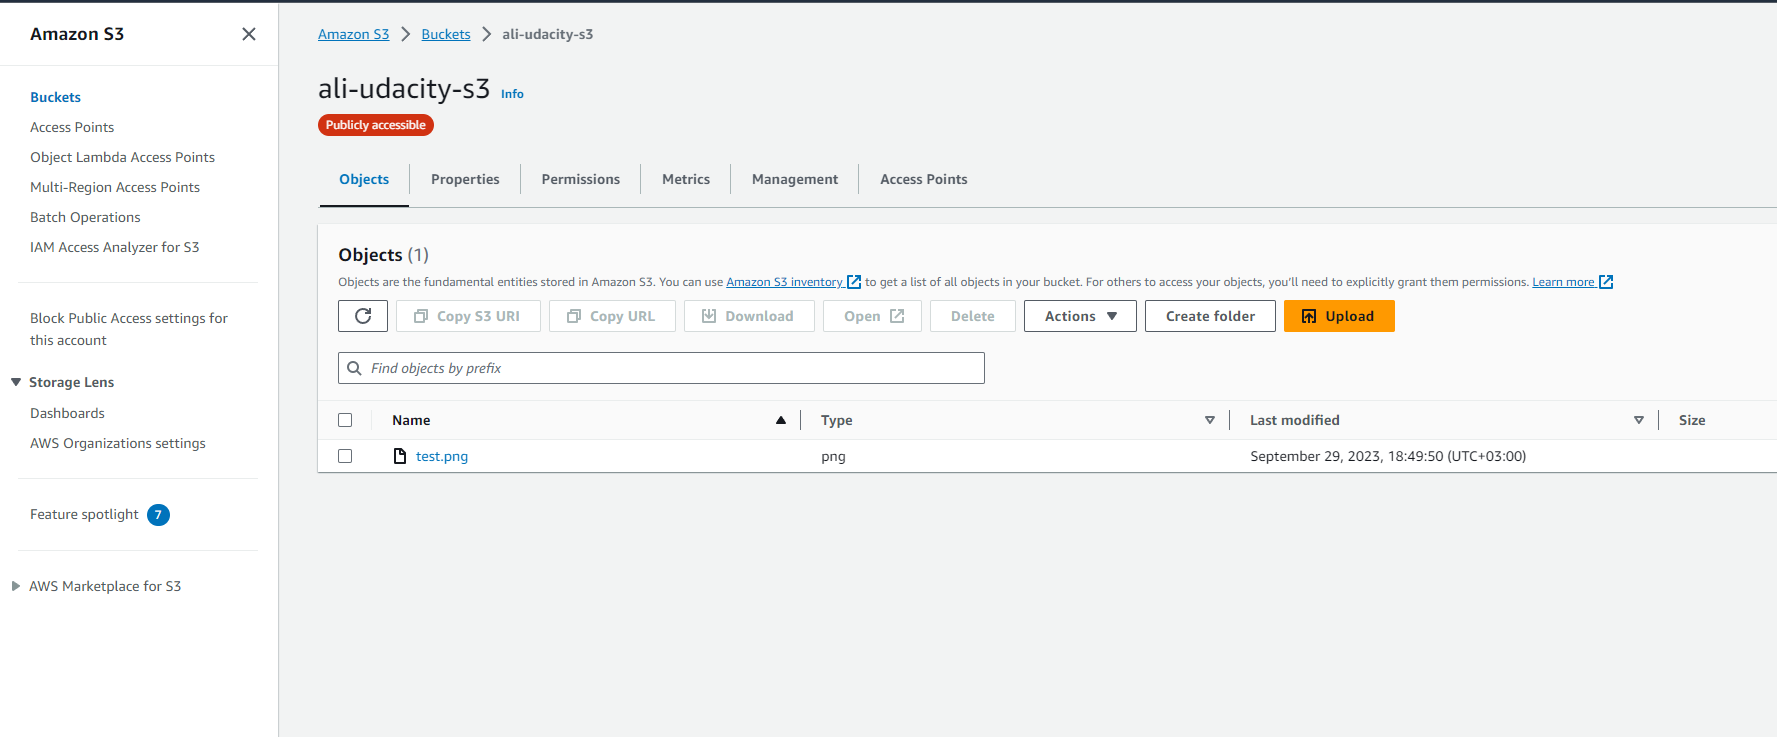 Amazon S3
Buckets
Access Points
Object Lambda Access Points
Multi-Region Access Points
Batch Operations
IAM Access Analyzer for S3
Block Public Access settings for
this account
Storage Lens
Dashboards
AWS Organizations settings
Feature spotlight 7
AWS Marketplace for S3
Amazon S3 Buckets ali-udacity-s3
ali-udacity-s3 Info
Publicly accessible
Objects Properties Permissions Metrics Management Access Points
Objects (1)
Objects are the fundamental entities stored in Amazon S3. You can use Amazon S3 inventory to get a list of all objects in your bucket. For others to access your objects, you'll need to explicitly grant them permissions. Learn more
Copy S3 URI Copy URL Download Open Delete Actions Create folder Upload
Find objects by prefix
Name Type Last modified Size
test.png png September 29, 2023, 18:49:50 (UTC+03:00)